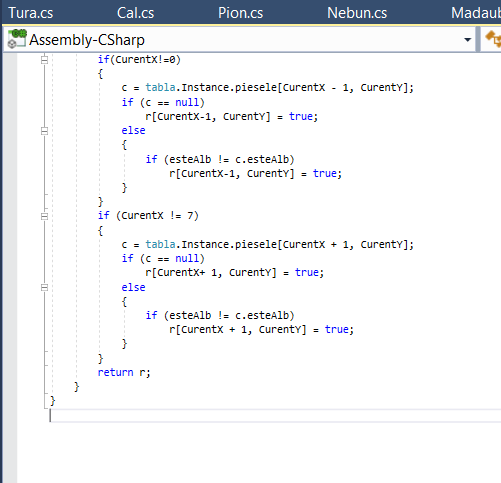 Tura.cs Cal.cs Pion.cs Nebun.cs Madaub
Assembly-CSharp
if(CurentX!=0)
{
c = tabla.Instance.piesele[CurentX - 1, CurentY];
if (c == null)
r[CurentX-1, CurentY] = true;
else
{
if (esteAlb != c.esteAlb)
r[CurentX-1, CurentY] = true;
}
}
if (CurentX != 7)
{
c = tabla.Instance.piesele[CurentX + 1, CurentY];
if (c == null)
r[CurentX+ 1, CurentY] = true;
else
{
if (esteAlb != c.esteAlb)
r[CurentX + 1, CurentY] = true;
}
}
return r;
}
}